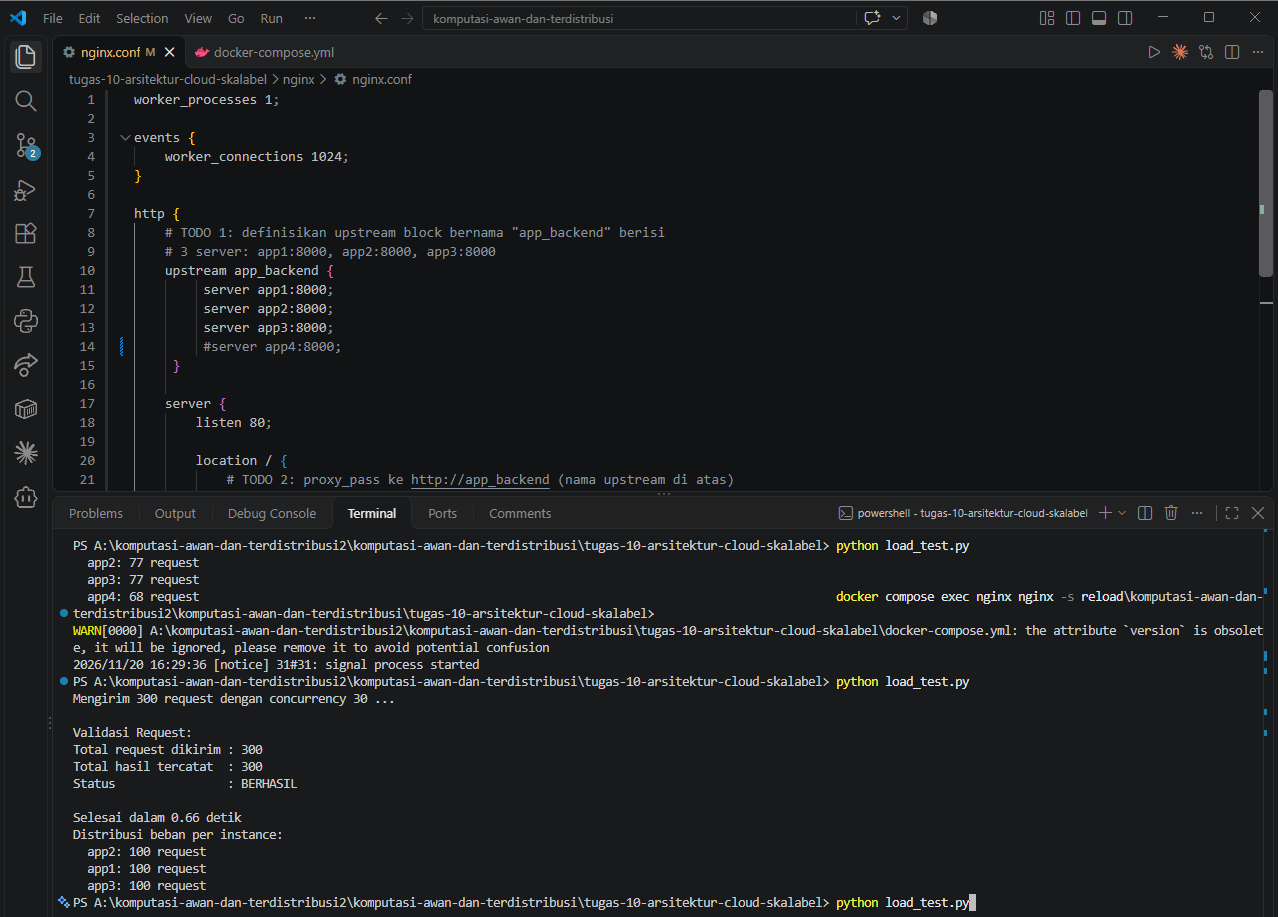 File Edit Selection View Go Run ··· komputasi-awan-dan-terdistribusi
nginx.conf M docker-compose.yml
tugas-10-arsitektur-cloud-skalabel > nginx > nginx.conf
2
1 worker_processes 1;
2
3 events {
4 worker_connections 1024;
5 }
6
7 http {
8 # TODO 1: definisikan upstream block bernama "app_backend" berisi
9 # 3 server: app1:8000, app2:8000, app3:8000
10 upstream app_backend {
11 server app1:8000;
12 server app2:8000;
13 server app3:8000;
14 #server app4:8000;
15 }
16
17 server {
18 listen 80;
19
20 location / {
21 # TODO 2: proxy_pass ke http://app_backend (nama upstream di atas)
Problems Output Debug Console Terminal Ports Comments powershell - tugas-10-arsitektur-cloud-skalabel
PS A:\komputasi-awan-dan-terdistribusi2\komputasi-awan-dan-terdistribusi\tugas-10-arsitektur-cloud-skalabel> python load_test.py
app2: 77 request
app3: 77 request
app4: 68 request docker compose exec nginx nginx -s reload\komputasi-awan-dan-
terdistribusi2\komputasi-awan-dan-terdistribusi\tugas-10-arsitektur-cloud-skalabel>
WARN[0000] A:\komputasi-awan-dan-terdistribusi2\komputasi-awan-dan-terdistribusi\tugas-10-arsitektur-cloud-skalabel\docker-compose.yml: the attribute `version` is obsolet
e, it will be ignored, please remove it to avoid potential confusion
2026/11/20 16:29:36 [notice] 31#31: signal process started
PS A:\komputasi-awan-dan-terdistribusi2\komputasi-awan-dan-terdistribusi\tugas-10-arsitektur-cloud-skalabel> python load_test.py
Mengirim 300 request dengan concurrency 30 ...
Validasi Request:
Total request dikirim : 300
Total hasil tercatat : 300
Status : BERHASIL
Selesai dalam 0.66 detik
Distribusi beban per instance:
app2: 100 request
app1: 100 request
app3: 100 request
PS A:\komputasi-awan-dan-terdistribusi2\komputasi-awan-dan-terdistribusi\tugas-10-arsitektur-cloud-skalabel> python load_test.py